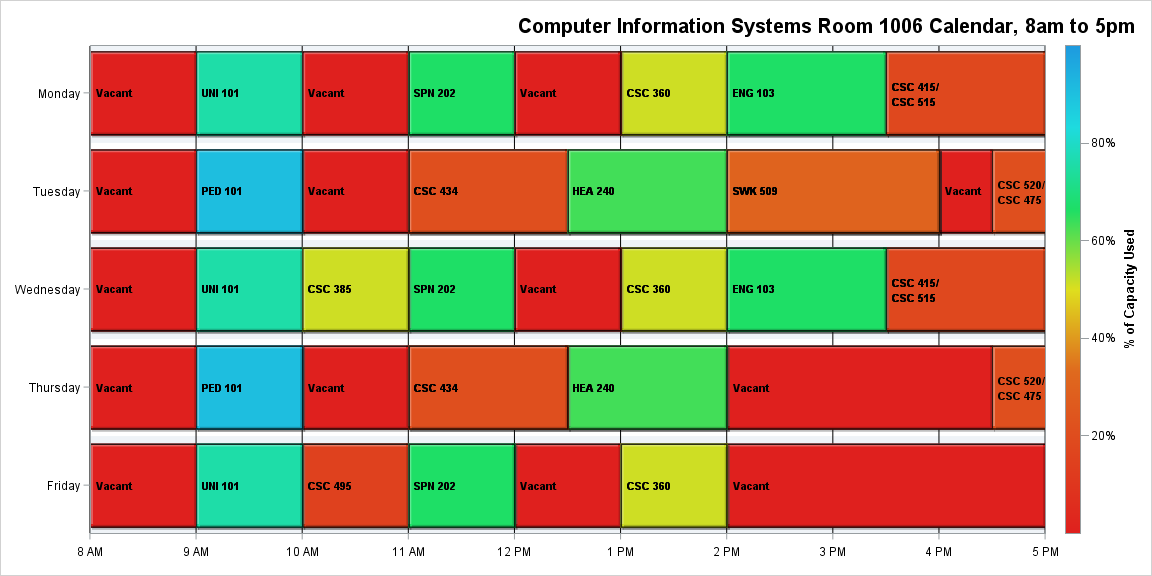 Computer Information Systems Room 1006 Calendar, 8am to 5pm
Monday
Vacant
UNI 101
Vacant
SPN 202
Vacant
CSC 360
ENG 103
CSC 415/
CSC 515
Tuesday
Vacant
PED 101
Vacant
CSC 434
HEA 240
SWK 509
Vacant
CSC 520/
CSC 475
Wednesday
Vacant
UNI 101
CSC 385
SPN 202
Vacant
CSC 360
ENG 103
CSC 415/
CSC 515
Thursday
Vacant
PED 101
Vacant
CSC 434
HEA 240
Vacant
CSC 520/
CSC 475
Friday
Vacant
UNI 101
CSC 495
SPN 202
Vacant
CSC 360
Vacant
8 AM
9 AM
10 AM
11 AM
12 PM
1 PM
2 PM
3 PM
4 PM
5 PM
80%
60%
40%
20%
% of Capacity Used